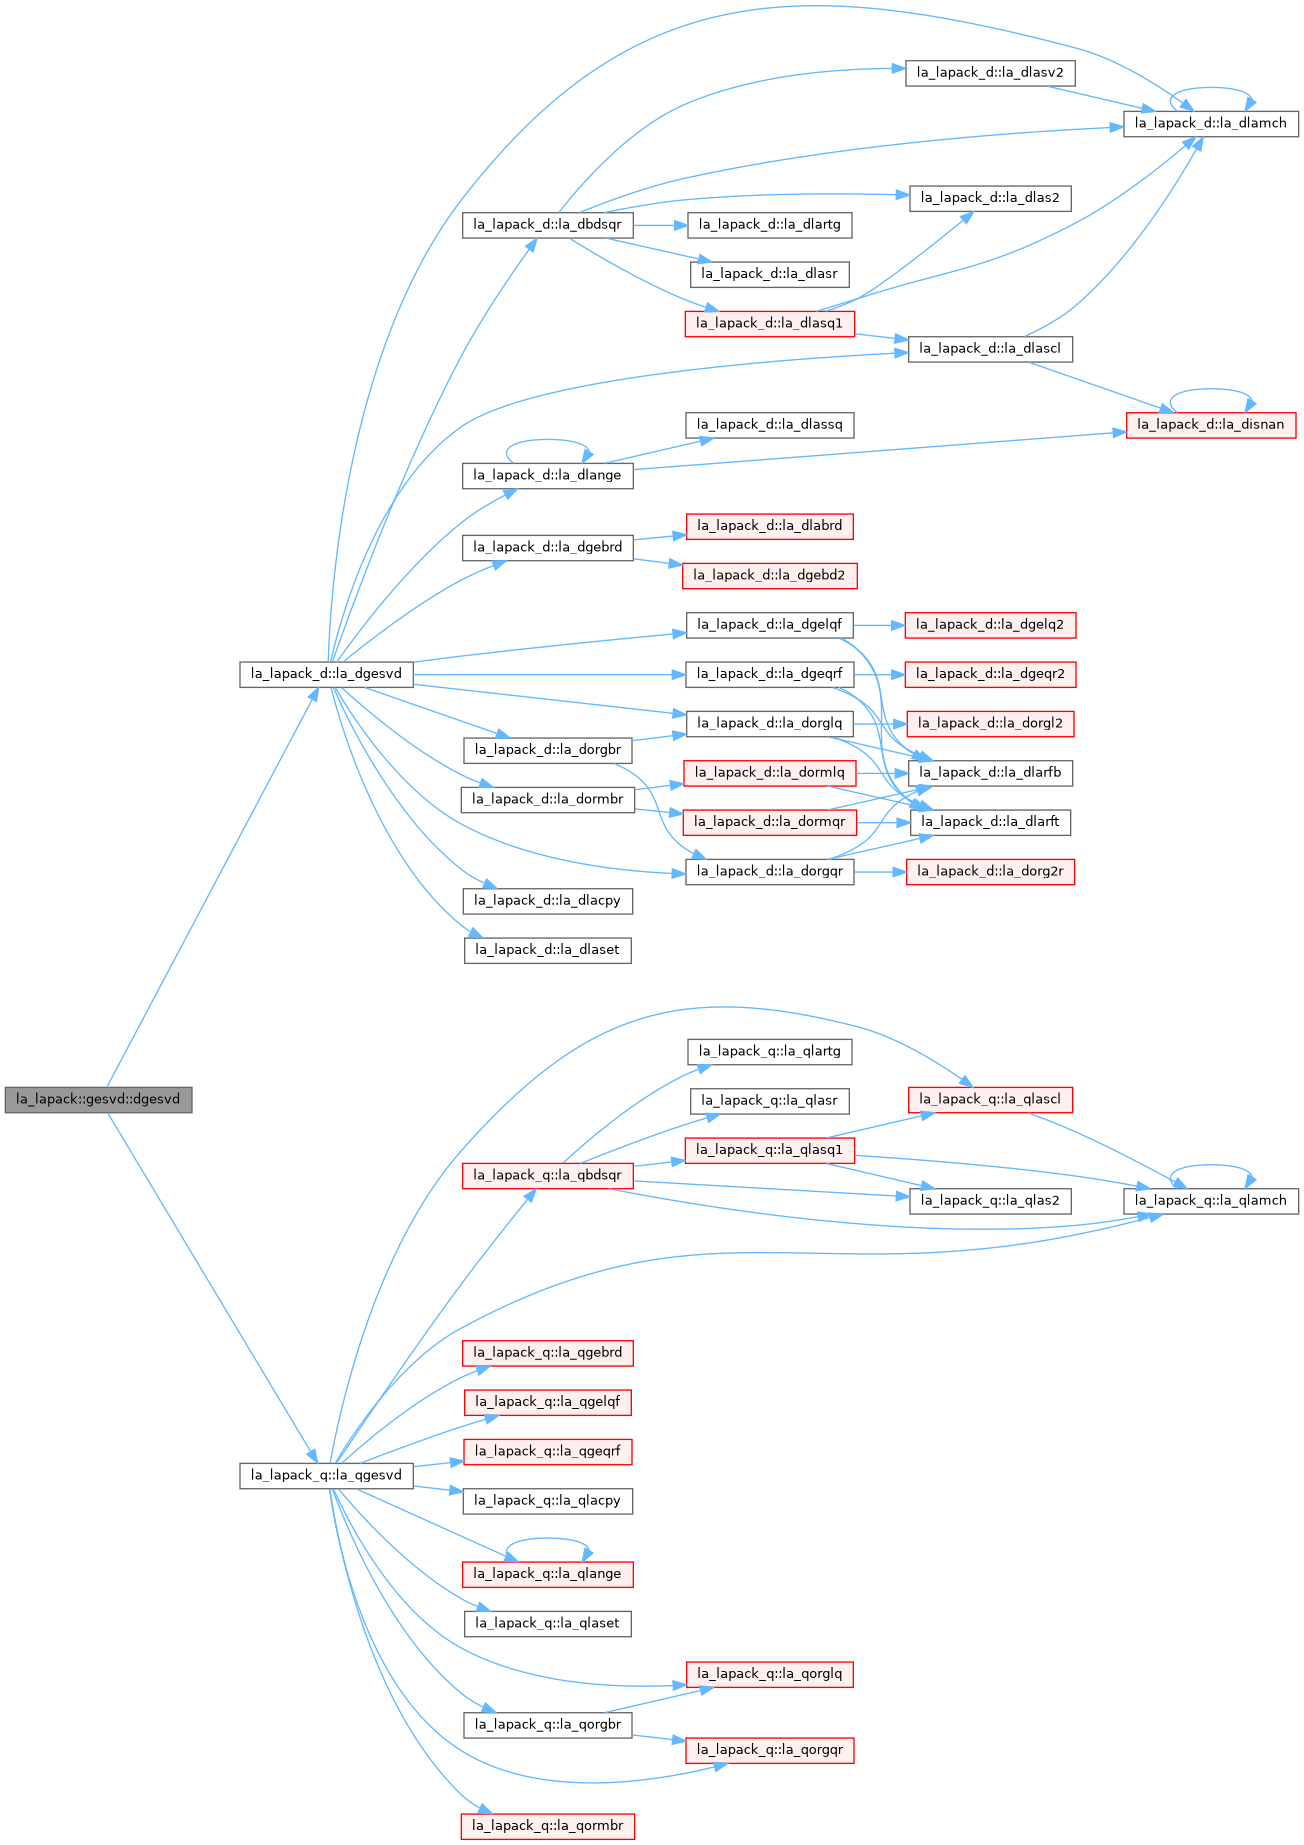 la_lapack_d::la_dlasv2
la_lapack_d::la_dlamch
la_lapack_d::la_dlas2
la_lapack_d::la_dbdsqr
la_lapack_d::la_dlartg
la_lapack_d::la_dlasr
la_lapack_d::la_dlasq1
la_lapack_d::la_dlascl
la_lapack_d::la_dlassq
la_lapack_d::la_disnan
la_lapack_d::la_dlange
la_lapack_d::la_dlabrd
la_lapack_d::la_dgebrd
la_lapack_d::la_dgebd2
la_lapack_d::la_dgelqf
la_lapack_d::la_dgelq2
la_lapack_d::la_dgesvd
la_lapack_d::la_dgeqrf
la_lapack_d::la_dgeqr2
la_lapack_d::la_dorglq
la_lapack_d::la_dorgl2
la_lapack_d::la_dorgbr
la_lapack_d::la_dormlq
la_lapack_d::la_dlarfb
la_lapack_d::la_dormbr
la_lapack_d::la_dormqr
la_lapack_d::la_dlarft
la_lapack_d::la_dorgqr
la_lapack_d::la_dorg2r
la_lapack_d::la_dlacpy
la_lapack_d::la_dlaset
la_lapack_q::la_qlartg
la_lapack::gesvd::dgesvd
la_lapack_q::la_qlasr
la_lapack_q::la_qlascl
la_lapack_q::la_qlasq1
la_lapack_q::la_qbdsqr
la_lapack_q::la_qlas2
la_lapack_q::la_qlamch
la_lapack_q::la_qgebrd
la_lapack_q::la_qgelqf
la_lapack_q::la_qgeqrf
la_lapack_q::la_qgesvd
la_lapack_q::la_qlacpy
la_lapack_q::la_qlange
la_lapack_q::la_qlaset
la_lapack_q::la_qorglq
la_lapack_q::la_qorgbr
la_lapack_q::la_qorgqr
la_lapack_q::la_qormbr